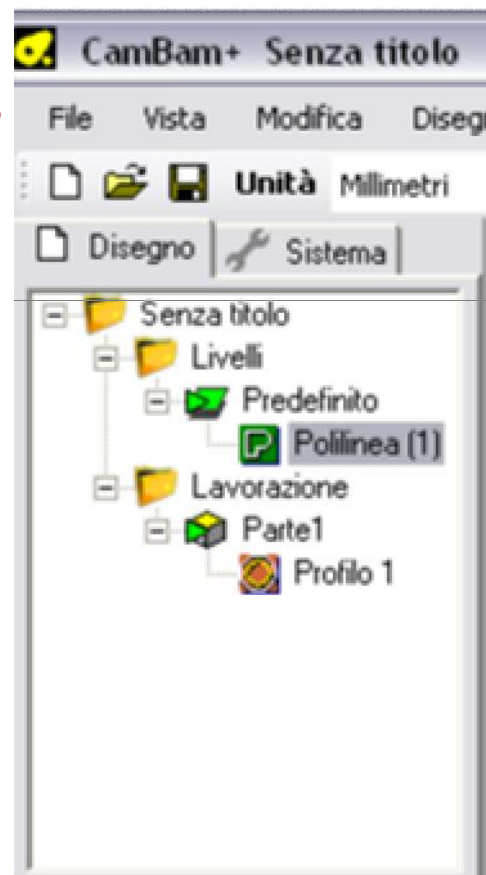 CamBam+ Senza titolo
File Vista Modifica Disegn
Unità Millimetri
Disegno Sistema
Senza titolo
Livelli
Predefinito
Polilinea (1)
Lavorazione
Parte1
Profilo 1